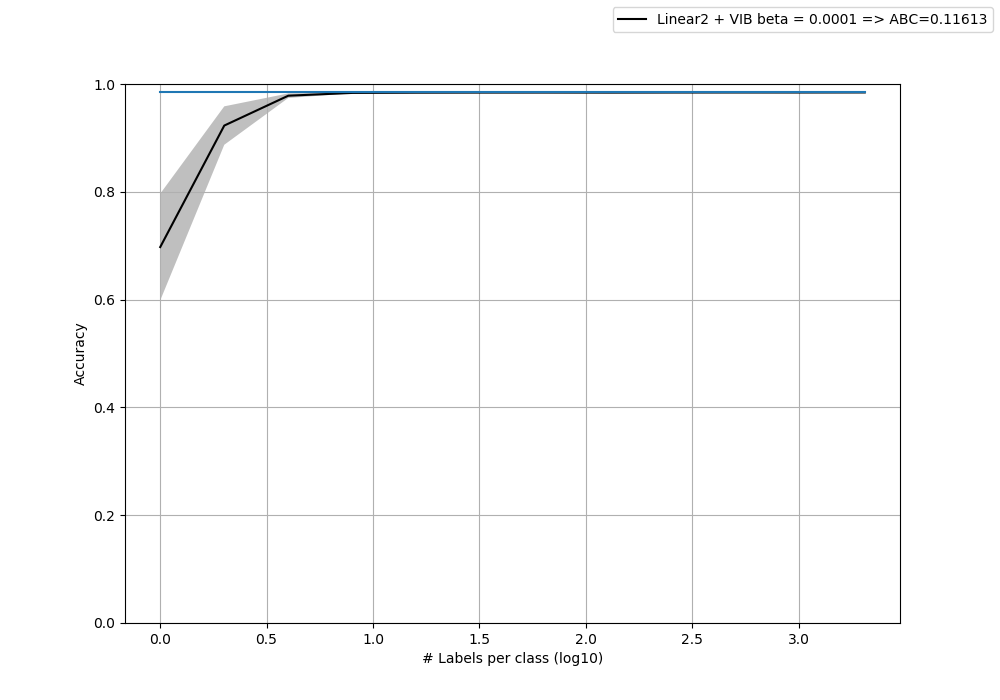 Linear2 + VIB beta = 0.0001 => ABC=0.11613
1.0
0.8
0.6
0.4
0.2
0.0
Accuracy
0.0 0.5 1.0 1.5 2.0 2.5 3.0
# Labels per class (log10)